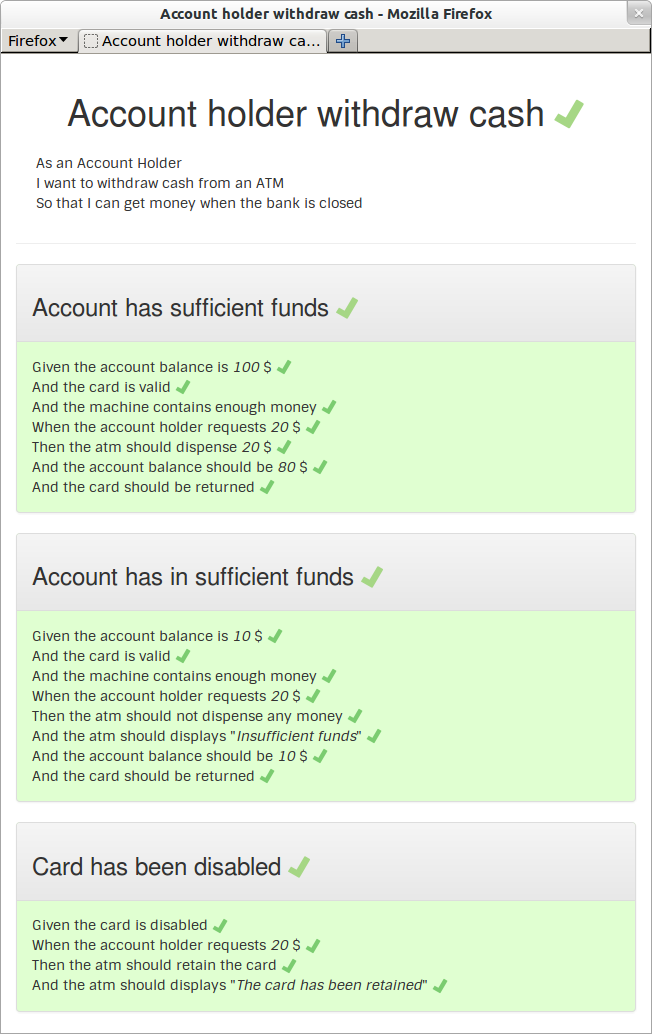 Account holder withdraw cash - Mozilla Firefox
Firefox
Account holder withdraw ca...
Account holder withdraw cash
As an Account Holder
I want to withdraw cash from an ATM
So that I can get money when the bank is closed
Account has sufficient funds
Given the account balance is 100 $
And the card is valid
And the machine contains enough money
When the account holder requests 20 $
Then the atm should dispense 20 $
And the account balance should be 80 $
And the card should be returned
Account has in sufficient funds
Given the account balance is 10 $
And the card is valid
And the machine contains enough money
When the account holder requests 20 $
Then the atm should not dispense any money
And the atm should displays "Insufficient funds"
And the account balance should be 10 $
And the card should be returned
Card has been disabled
Given the card is disabled
When the account holder requests 20 $
Then the atm should retain the card
And the atm should displays "The card has been retained"